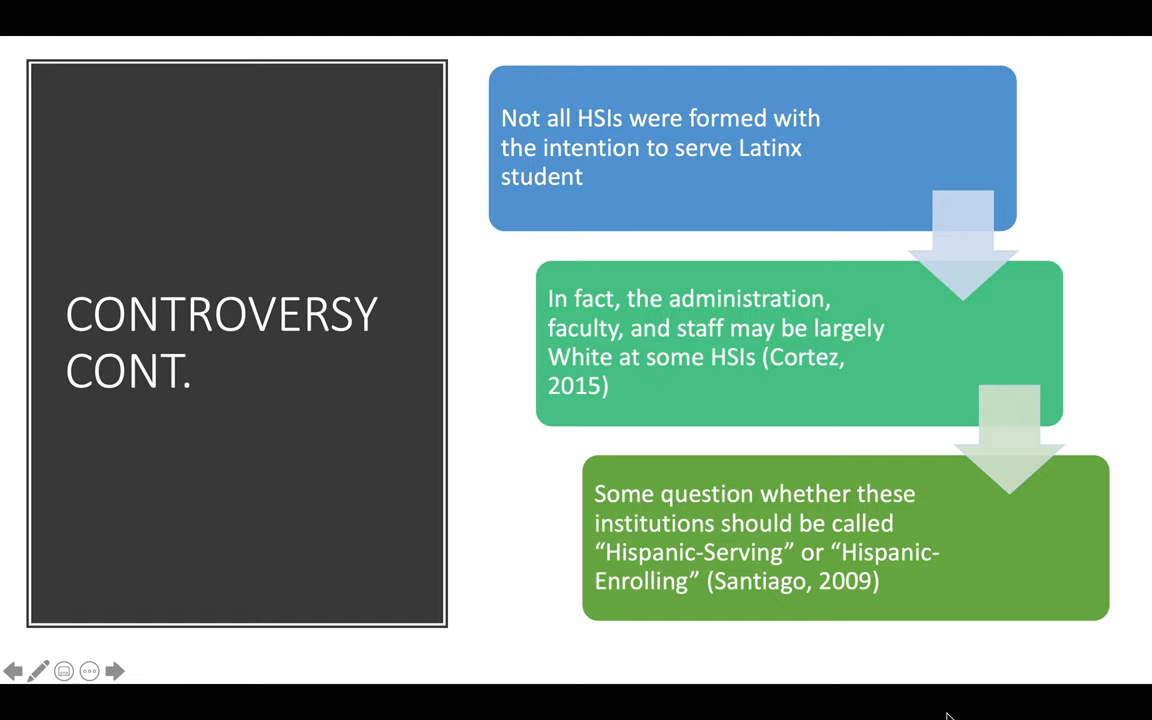 CONTROVERSY
CONT.
Not all HSIs were formed with
the intention to serve Latinx
student
In fact, the administration,
faculty, and staff may be largely
White at some HSIs (Cortez,
2015)
Some question whether these
institutions should be called
“Hispanic-Serving” or “Hispanic-
Enrolling” (Santiago, 2009)